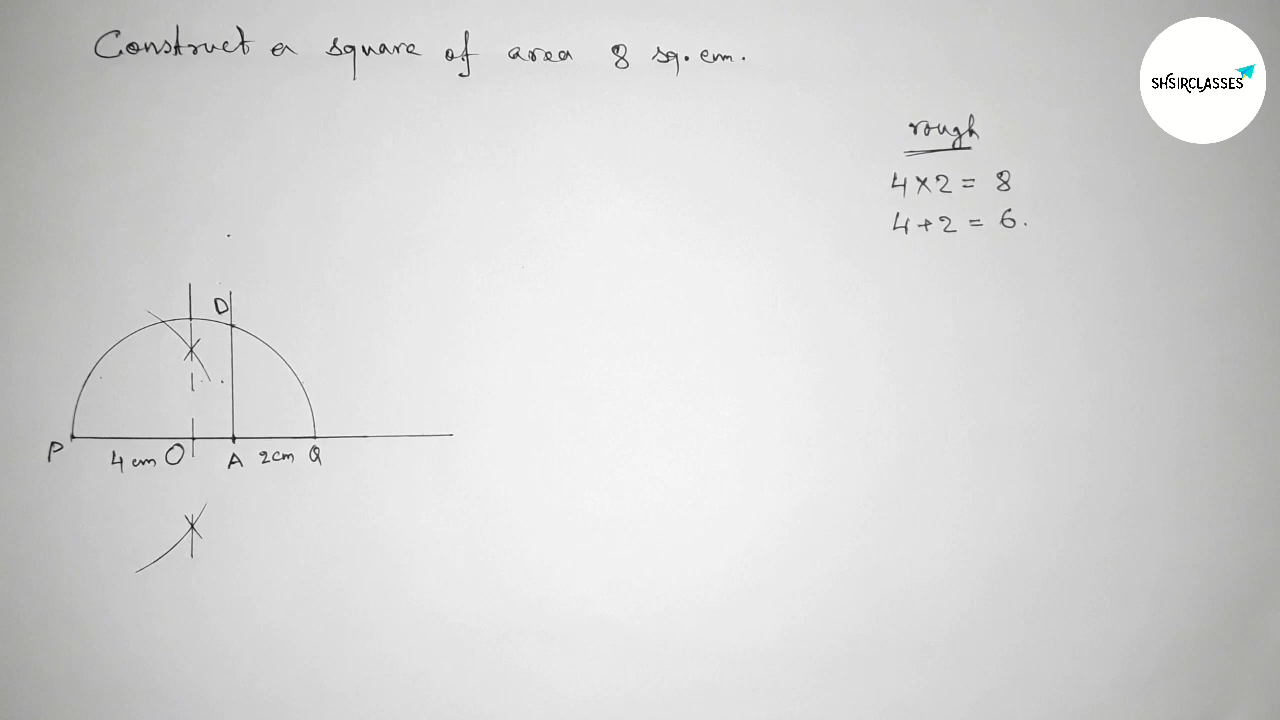 Construct a square of area 8 sq. cm.
SHSIRCLASSES
rough
4×2 = 8
4+2 = 6.
D
P 4 cm O A 2cm Q